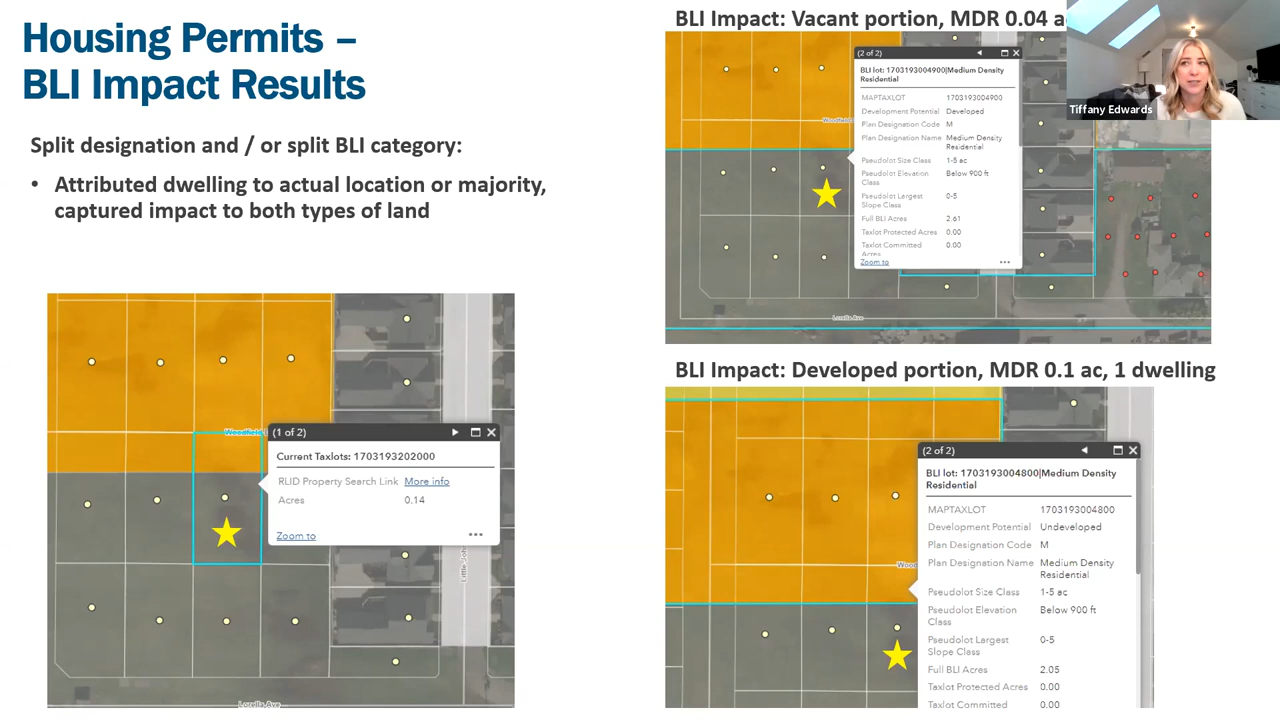 Housing Permits –
BLI Impact Results
Split designation and / or split BLI category:
• Attributed dwelling to actual location or majority,
captured impact to both types of land
(1 of 2)
Current Taxlots: 1703193202000
RLID Property Search Link More info
Acres 0.14
Zoom to
Lorella Ave
BLI Impact: Vacant portion, MDR 0.04 a
(2 of 2)
BLI lot: 1703193004900|Medium Density
Residential
MAPTAXLOT 1703193004900
Development Potential Developed
Plan Designation Code M
Plan Designation Name Medium Density
Residential
Pseudolot Size Class 1-5 ac
Pseudolot Elevation Below 900 ft
Class
Pseudolot Largest 0-5
Slope Class
Full BLI Acres 2.61
Taxlot Protected Acres 0.00
Taxlot Committed 0.00
Acres
Zoom to
Lorella Ave
Tiffany Edwards
BLI Impact: Developed portion, MDR 0.1 ac, 1 dwelling
(2 of 2)
BLI lot: 1703193004800|Medium Density
Residential
MAPTAXLOT 1703193004800
Development Potential Undeveloped
Plan Designation Code M
Plan Designation Name Medium Density
Residential
Pseudolot Size Class 1-5 ac
Pseudolot Elevation Below 900 ft
Class
Pseudolot Largest 0-5
Slope Class
Full BLI Acres 2.05
Taxlot Protected Acres 0.00
Taxlot Committed 0.00